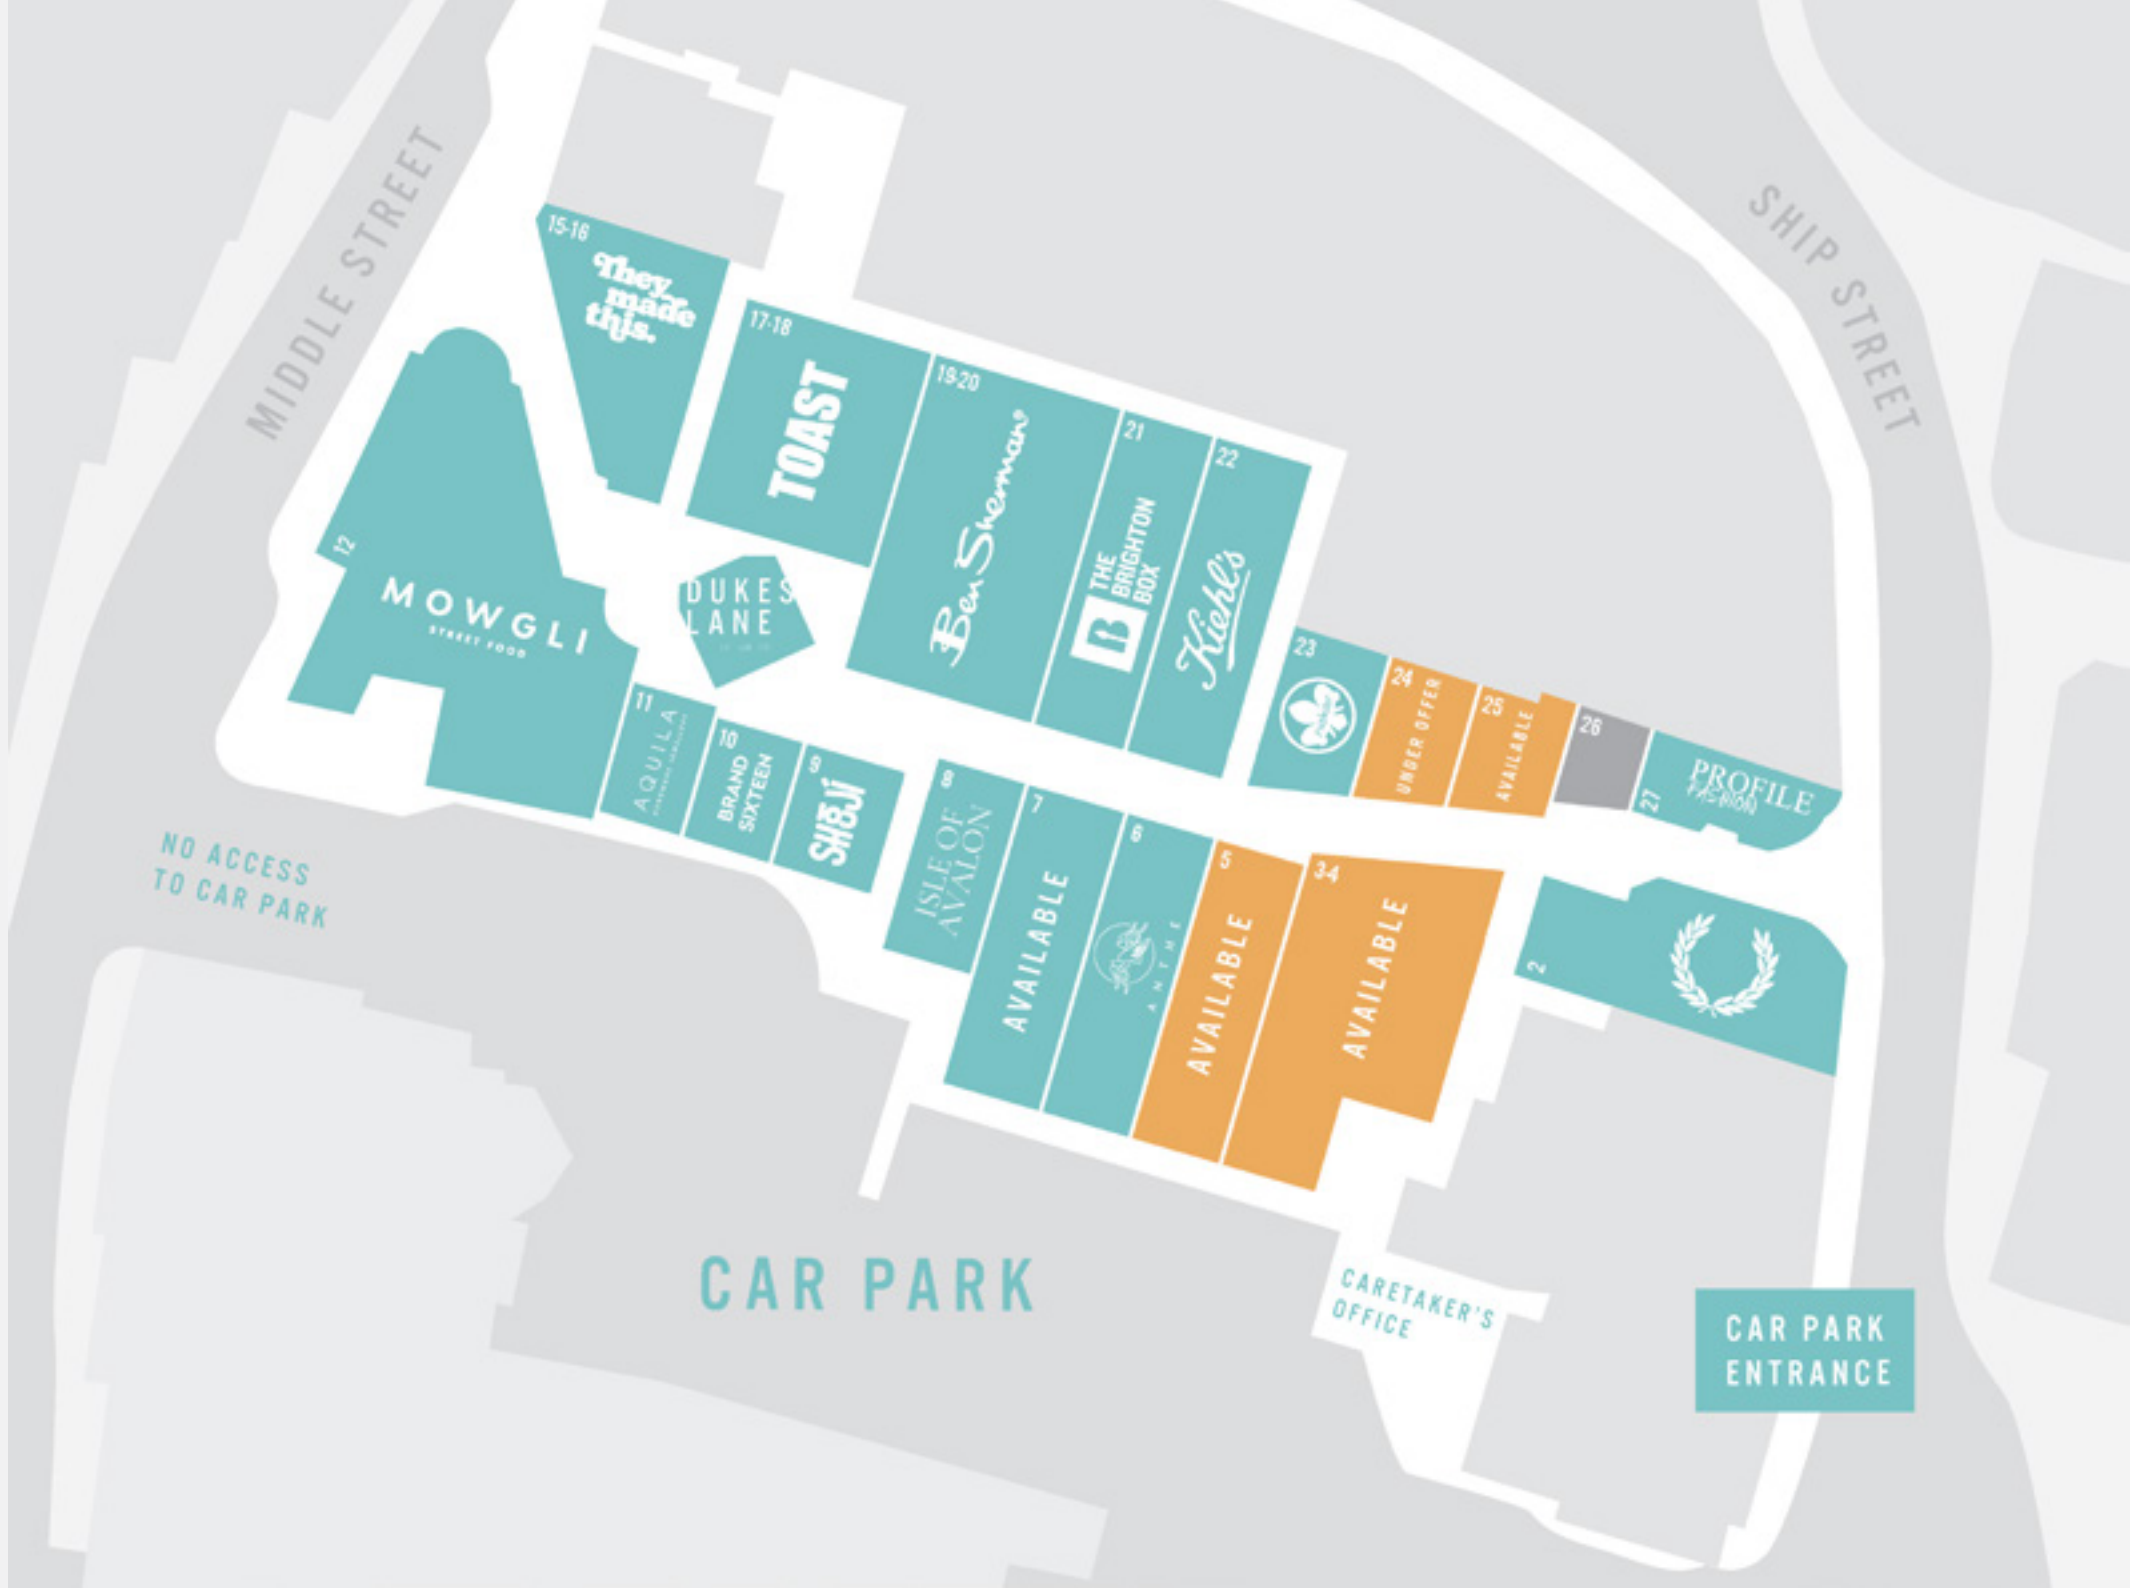 MIDDLE STREET
SHIP STREET
15-16
They
made
this.
17-18
TOAST
19-20
Ben Sherman
21
THE
BRIGHTON
BOX
B
22
Kiehl's
12
MOWGLI
STREET FOOD
DUKES
LANE
11
AQUILA
10
BRAND
SIXTEEN
9
SHOJI
8
ISLE OF
AVALON
7
AVAILABLE
6
ANTHE
5
AVAILABLE
3-4
AVAILABLE
23
24
UNDER OFFER
25
AVAILABLE
26
27
PROFILE
FASHION
2
NO ACCESS
TO CAR PARK
CAR PARK
CARETAKER'S
OFFICE
CAR PARK
ENTRANCE